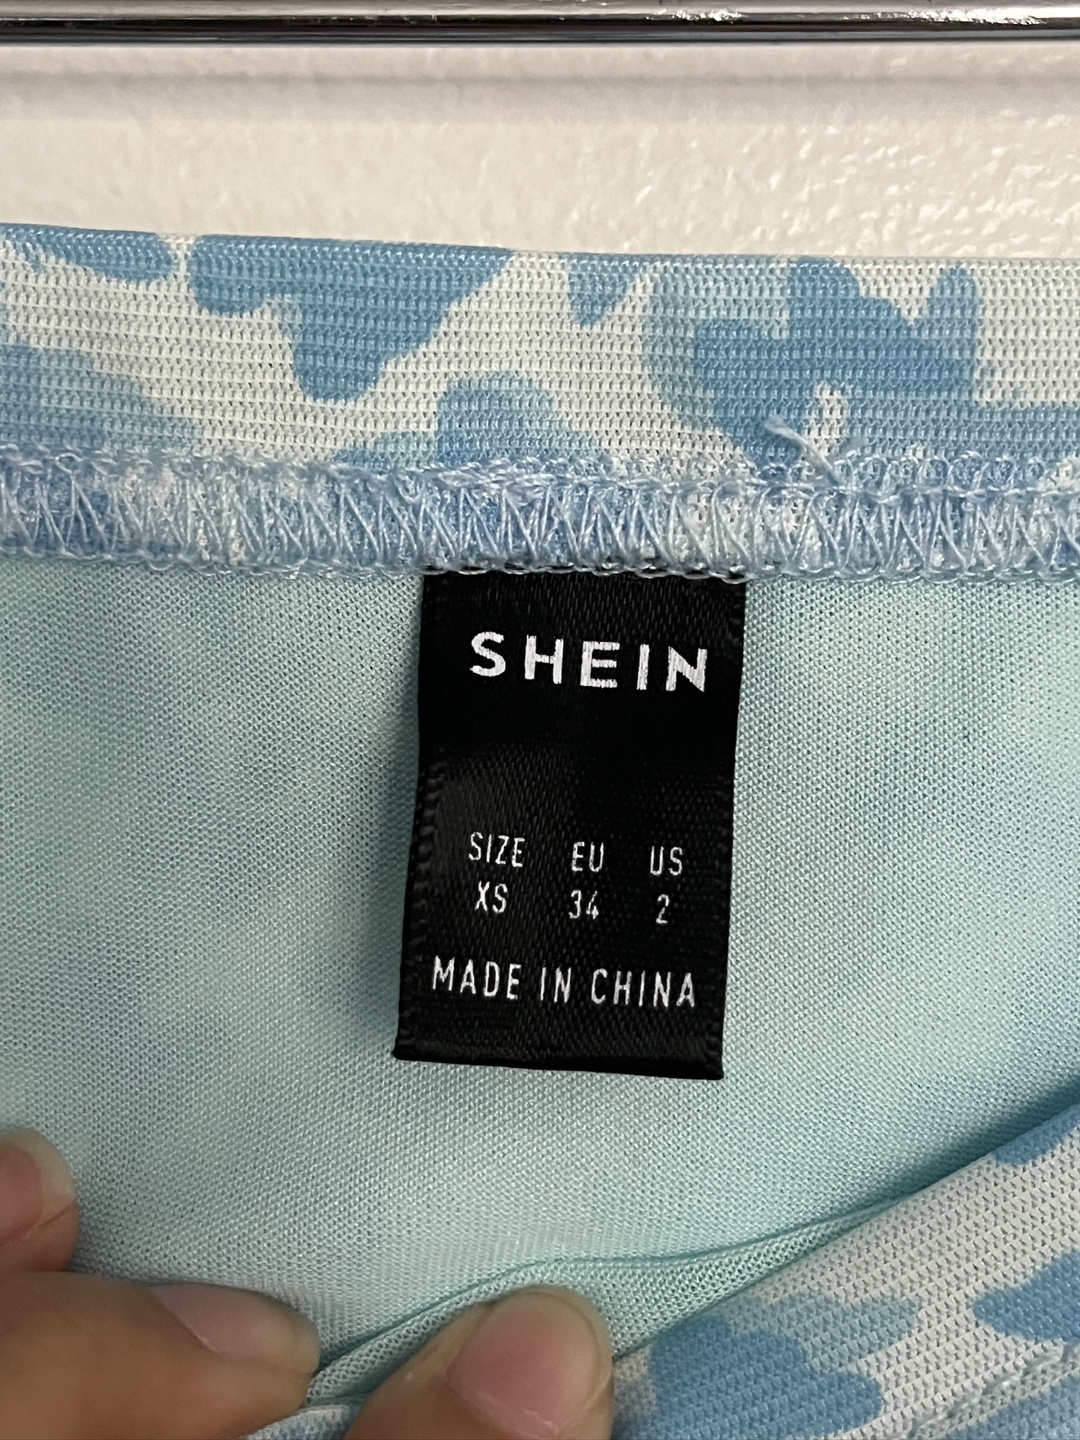 SHEIN
SIZE EU US
XS 34 2
MADE IN CHINA